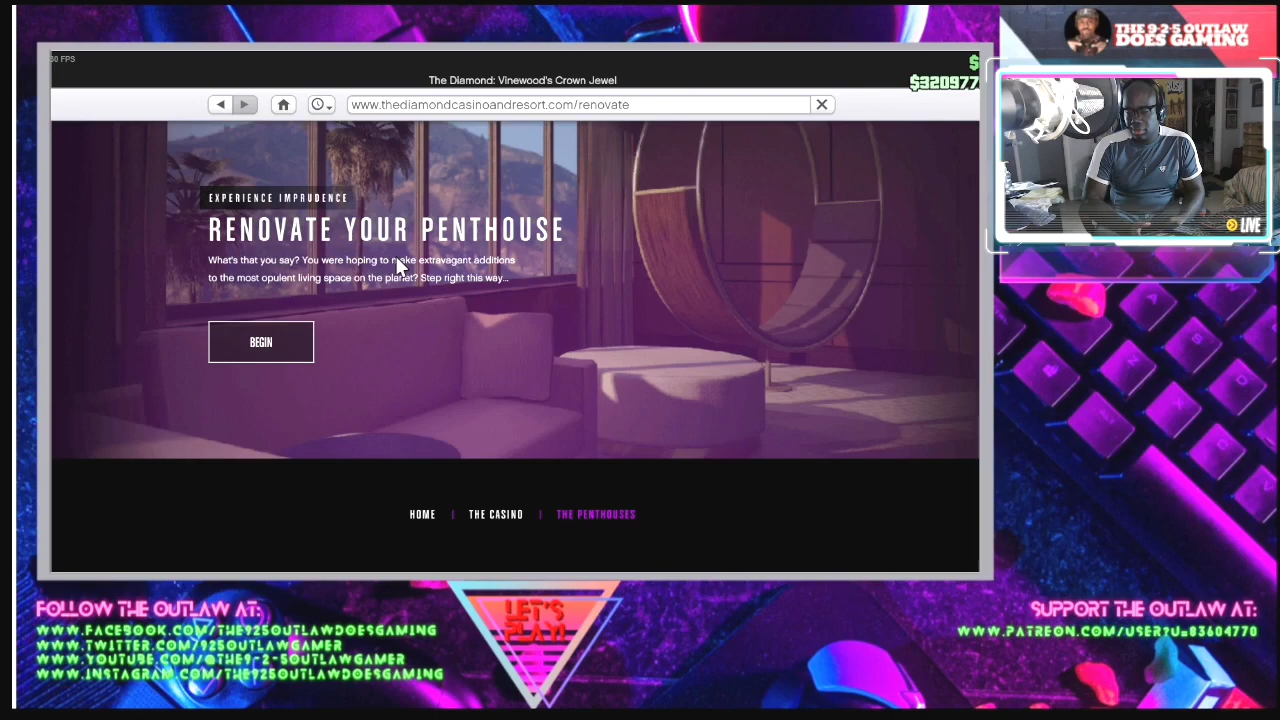 30 FPS
THE 9-2-5 OUTLAW
DOES GAMING
$
The Diamond: Vinewood's Crown Jewel
$320977
www.thediamondcasinoandresort.com/renovate
EXPERIENCE IMPRUDENCE
RENOVATE YOUR PENTHOUSE
What's that you say? You were hoping to make extravagant additions
to the most opulent living space on the planet? Step right this way...
BEGIN
LIVE
HOME | THE CASINO | THE PENTHOUSES
FOLLOW THE OUTLAW AT:
WWW.FACEBOOK.COM/THE925OUTLAWDOESGAMING
WWW.TWITTER.COM/925OUTLAWGAMER
WWW.YOUTUBE.COM/@THE9-2-5OUTLAWGAMER
WWW.INSTAGRAM.COM/THE925OUTLAWDOESGAMING
LET'S
PLAY!
SUPPORT THE OUTLAW AT:
WWW.PATREON.COM/USER?U=83604770